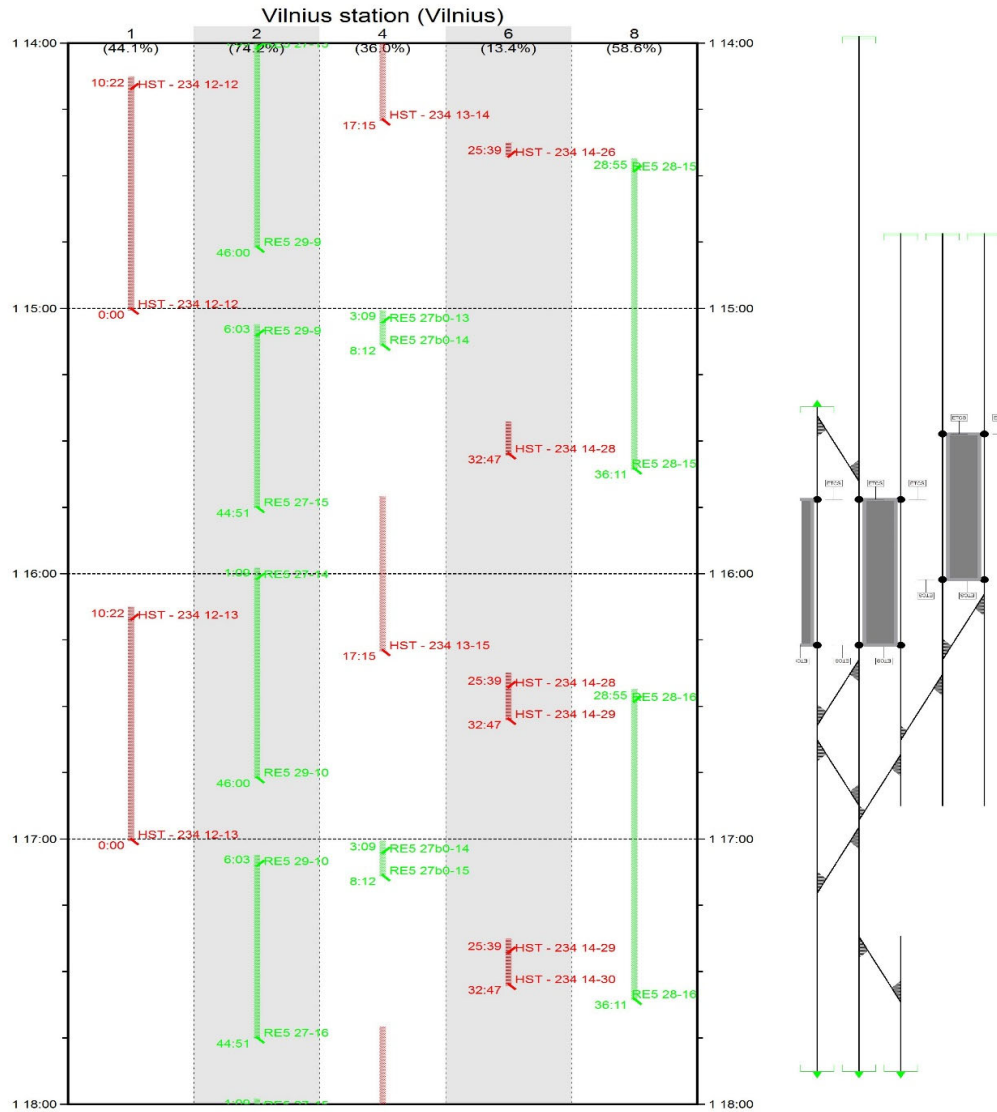 Vilnius station (Vilnius)
1 2 4 6 8
(44.1%) (74.2%) (36.0%) (13.4%) (58.6%)
1 14:00 1 14:00
10:22 HST - 234 12-12
17:15 HST - 234 13-14
25:39 HST - 234 14-26
28:55 RE5 28-15
46:00 RE5 29-9
0:00 HST - 234 12-12
1 15:00 1 15:00
3:09 RE5 27b0-13
6:03 RE5 29-9
8:12 RE5 27b0-14
32:47 HST - 234 14-28
36:11 RE5 28-15
44:51 RE5 27-15
1 16:00 1 16:00
RE5 27-14
10:22 HST - 234 12-13
17:15 HST - 234 13-15
25:39 HST - 234 14-28
28:55 RE5 28-16
32:47 HST - 234 14-29
46:00 RE5 29-10
0:00 HST - 234 12-13
1 17:00 1 17:00
3:09 RE5 27b0-14
6:03 RE5 29-10
8:12 RE5 27b0-15
25:39 HST - 234 14-29
32:47 HST - 234 14-30
36:11 RE5 28-16
44:51 RE5 27-16
1 18:00 1 18:00